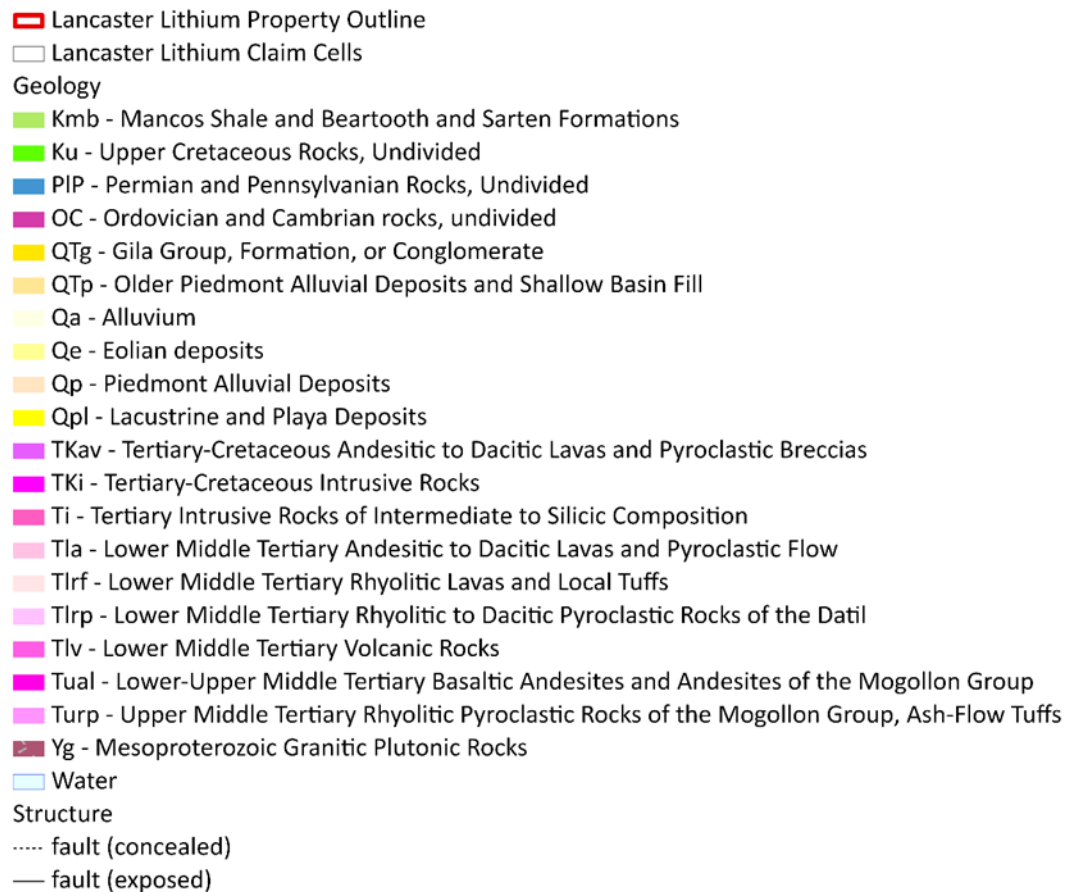 Lancaster Lithium Property Outline
Lancaster Lithium Claim Cells
Geology
Kmb - Mancos Shale and Beartooth and Sarten Formations
Ku - Upper Cretaceous Rocks, Undivided
PlP - Permian and Pennsylvanian Rocks, Undivided
OC - Ordovician and Cambrian rocks, undivided
QTg - Gila Group, Formation, or Conglomerate
QTp - Older Piedmont Alluvial Deposits and Shallow Basin Fill
Qa - Alluvium
Qe - Eolian deposits
Qp - Piedmont Alluvial Deposits
Qpl - Lacustrine and Playa Deposits
TKav - Tertiary-Cretaceous Andesitic to Dacitic Lavas and Pyroclastic Breccias
TKi - Tertiary-Cretaceous Intrusive Rocks
Ti - Tertiary Intrusive Rocks of Intermediate to Silicic Composition
Tla - Lower Middle Tertiary Andesitic to Dacitic Lavas and Pyroclastic Flow
Tlrf - Lower Middle Tertiary Rhyolitic Lavas and Local Tuffs
Tlrp - Lower Middle Tertiary Rhyolitic to Dacitic Pyroclastic Rocks of the Datil
Tlv - Lower Middle Tertiary Volcanic Rocks
Tual - Lower-Upper Middle Tertiary Basaltic Andesites and Andesites of the Mogollon Group
Turp - Upper Middle Tertiary Rhyolitic Pyroclastic Rocks of the Mogollon Group, Ash-Flow Tuffs
Yg - Mesoproterozoic Granitic Plutonic Rocks
Water
Structure
fault (concealed)
fault (exposed)